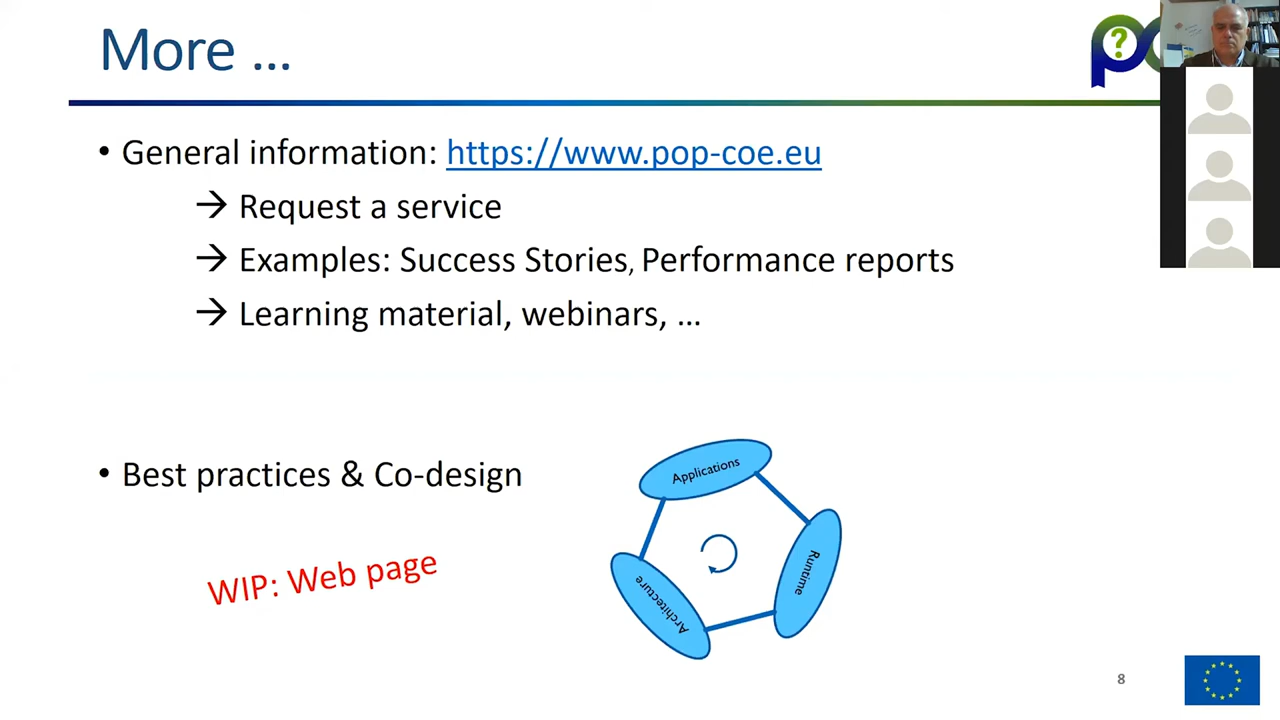 More ...
• General information: https://www.pop-coe.eu
→ Request a service
→ Examples: Success Stories, Performance reports
→ Learning material, webinars, ...
• Best practices & Co-design
WIP: Web page
Applications
Runtime
Architecture
8